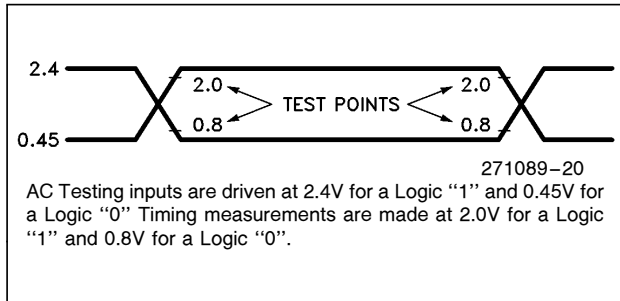 2.4
2.0 TEST POINTS 2.0
0.8 0.8
0.45
271089–20
AC Testing inputs are driven at 2.4V for a Logic ‘‘1’’ and 0.45V for
a Logic ‘‘0’’ Timing measurements are made at 2.0V for a Logic
‘‘1’’ and 0.8V for a Logic ‘‘0’’.